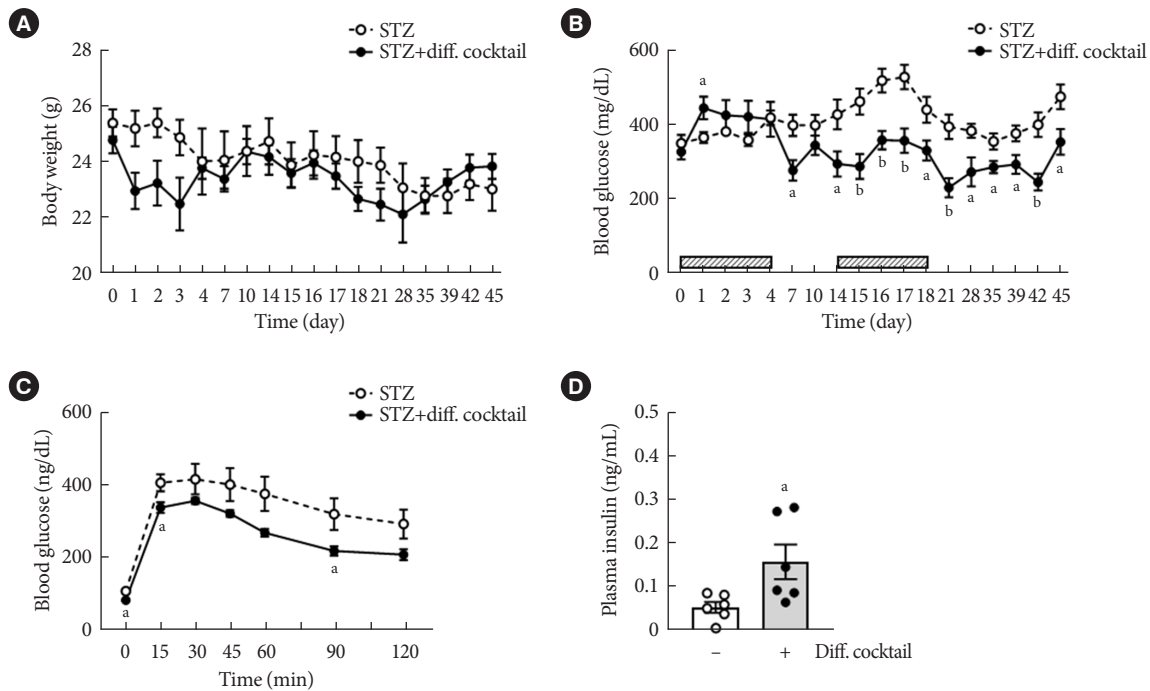 A
STZ
STZ+diff. cocktail
28
26
24
22
20
Body weight (g)
0 1 2 3 4 7 10 14 15 16 17 18 21 28 35 39 42 45
Time (day)
B
STZ
STZ+diff. cocktail
600
400
200
0
Blood glucose (mg/dL)
a
a a b b b a b a a a b a
0 1 2 3 4 7 10 14 15 16 17 18 21 28 35 39 42 45
Time (day)
C
STZ
STZ+diff. cocktail
600
400
200
0
Blood glucose (ng/dL)
a a a
0 15 30 45 60 90 120
Time (min)
D
0.5
0.4
0.3
0.2
0.1
0
Plasma insulin (ng/mL)
a
– + Diff. cocktail